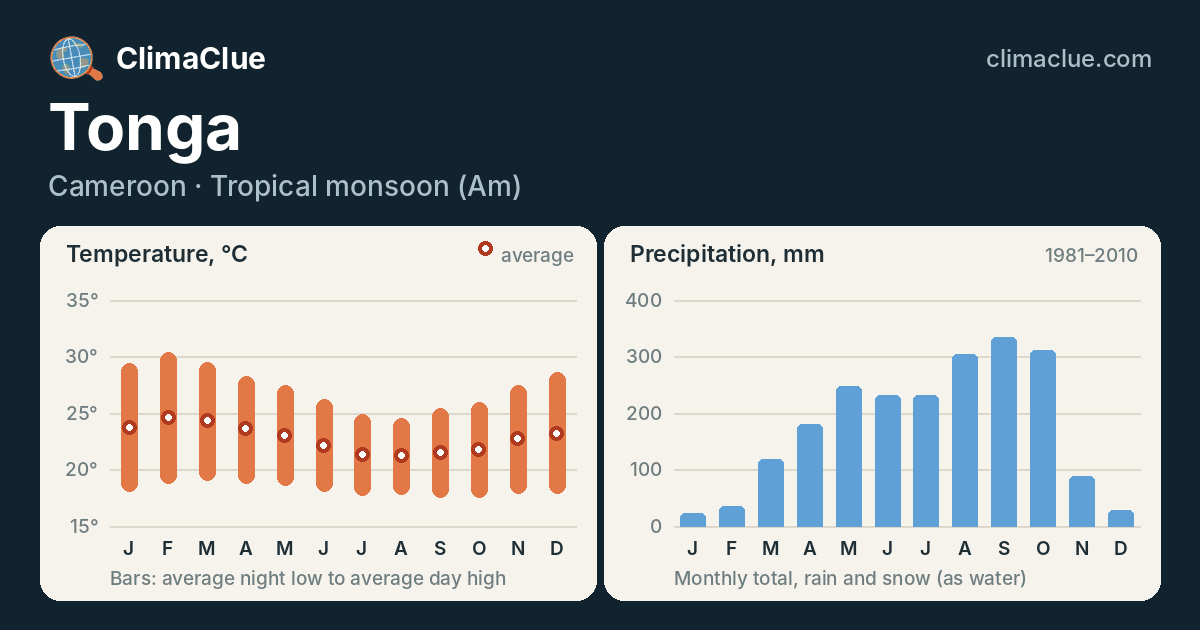 ClimaClue
climaclue.com
Tonga
Cameroon · Tropical monsoon (Am)
Temperature, °C
average
35°
30°
25°
20°
15°
J F M A M J J A S O N D
Bars: average night low to average day high
Precipitation, mm
1981–2010
400
300
200
100
0
J F M A M J J A S O N D
Monthly total, rain and snow (as water)